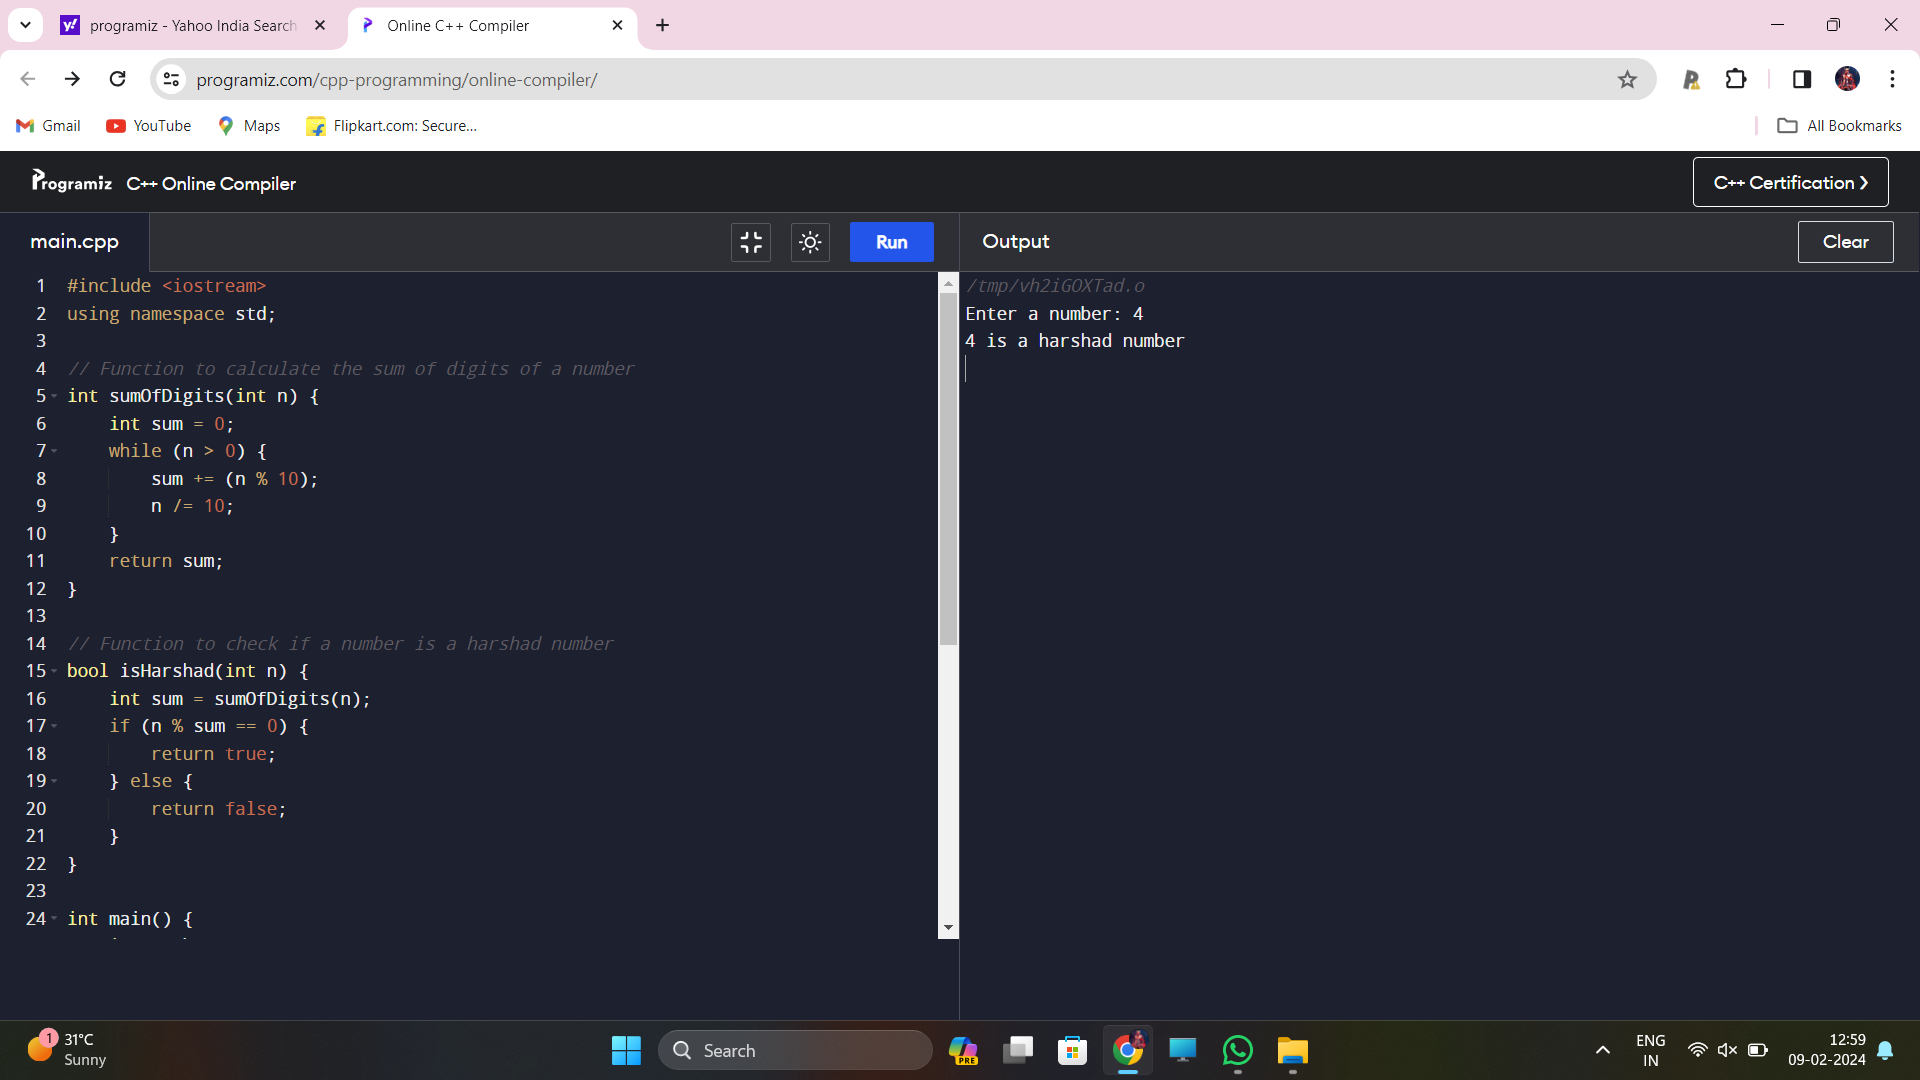 programiz - Yahoo India Search
Online C++ Compiler
programiz.com/cpp-programming/online-compiler/
Gmail
YouTube
Maps
Flipkart.com: Secure...
All Bookmarks
Programiz C++ Online Compiler
C++ Certification ❯
main.cpp
Run
Output
Clear
1 #include <iostream>
2 using namespace std;
3
4 // Function to calculate the sum of digits of a number
5 int sumOfDigits(int n) {
6     int sum = 0;
7     while (n > 0) {
8         sum += (n % 10);
9         n /= 10;
10     }
11     return sum;
12 }
13
14 // Function to check if a number is a harshad number
15 bool isHarshad(int n) {
16     int sum = sumOfDigits(n);
17     if (n % sum == 0) {
18         return true;
19     } else {
20         return false;
21     }
22 }
23
24 int main() {
/tmp/vh2iGOXTad.o
Enter a number: 4
4 is a harshad number
1
31°C
Sunny
Search
PRE
ENG
IN
12:59
09-02-2024